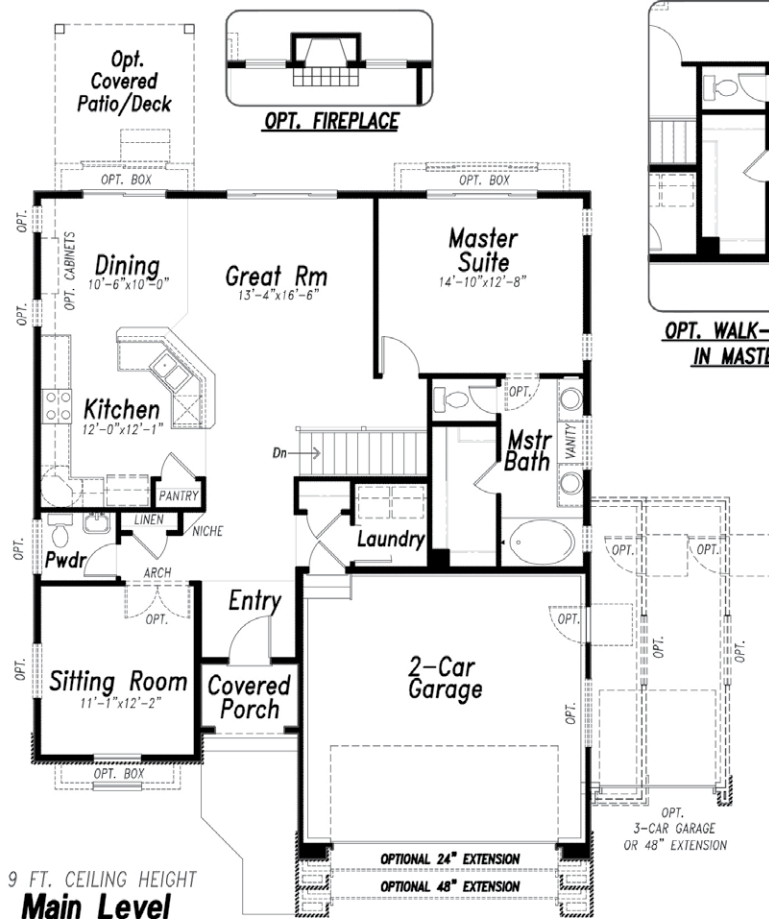 Opt.
Covered
Patio/Deck
OPT. FIREPLACE
OPT. BOX
OPT. BOX
OPT.
OPT. CABINETS
Dining
10'-6"x10'-0"
Great Rm
13'-4"x16'-6"
Master
Suite
14'-10"x12'-8"
OPT.
OPT. WALK-
IN MASTE
Kitchen
12'-0"x12'-1"
OPT.
Mstr
Bath
VANITY
Dn
PANTRY
LINEN
NICHE
Laundry
OPT.
Pwdr
ARCH
OPT.
Entry
OPT.
OPT.
OPT.
OPT.
Sitting Room
11'-1"x12'-2"
Covered
Porch
2-Car
Garage
OPT.
OPT.
OPT.
OPT.
OPT. BOX
OPT.
3-CAR GARAGE
OR 48" EXTENSION
OPTIONAL 24" EXTENSION
OPTIONAL 48" EXTENSION
9 FT. CEILING HEIGHT
Main Level